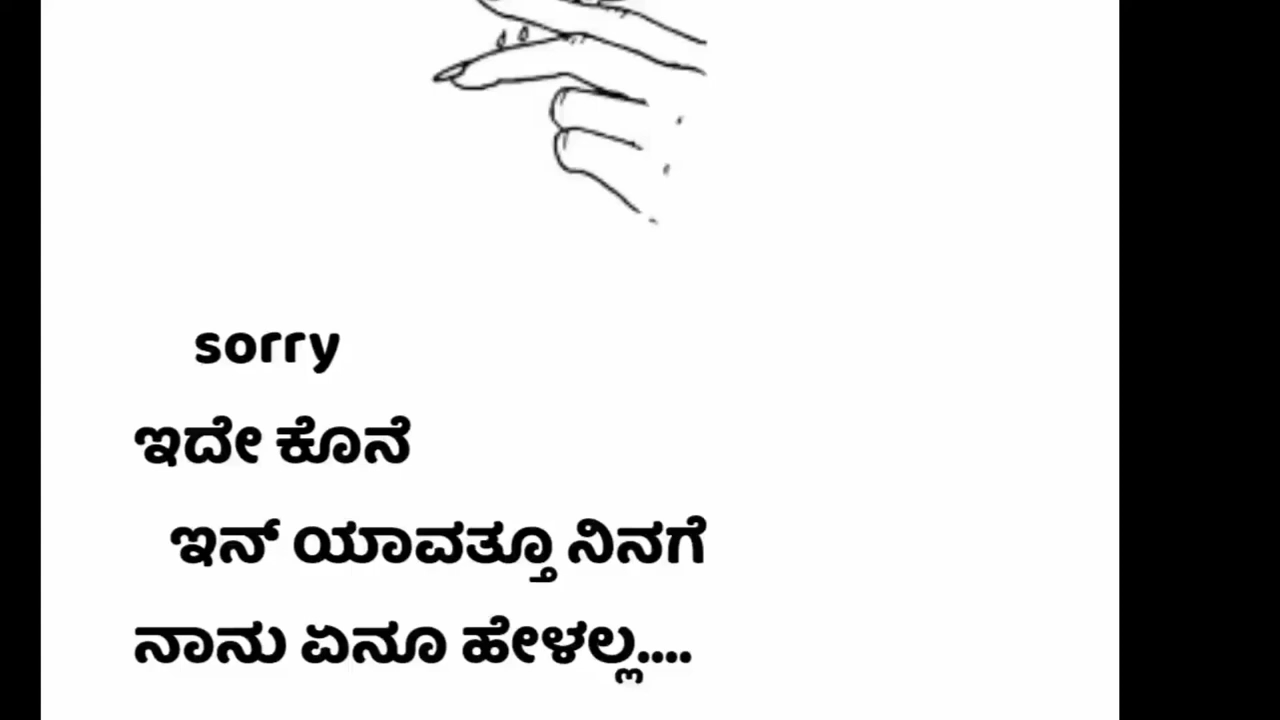 sorry
ಇದೇ ಕೊನೆ
ಇನ್ ಯಾವತ್ತೂ ನಿನಗೆ
ನಾನು ಏನೂ ಹೇಳಲ್ಲ....